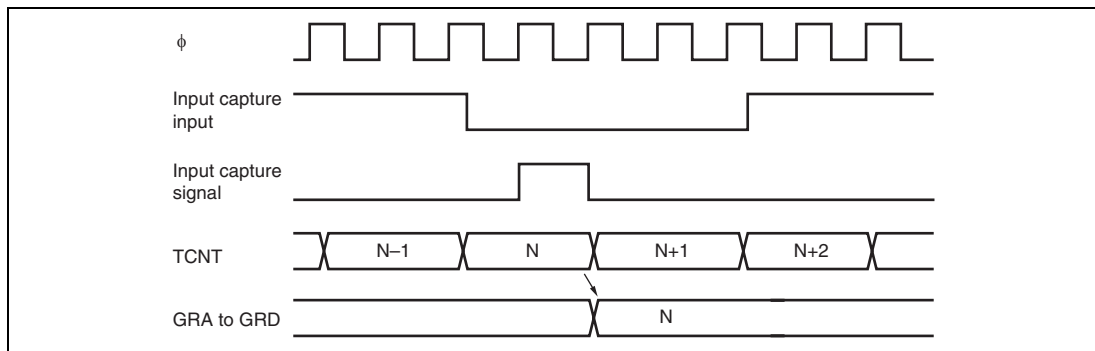 ϕ
Input capture
input
Input capture
signal
TCNT
N–1
N
N+1
N+2
GRA to GRD
N